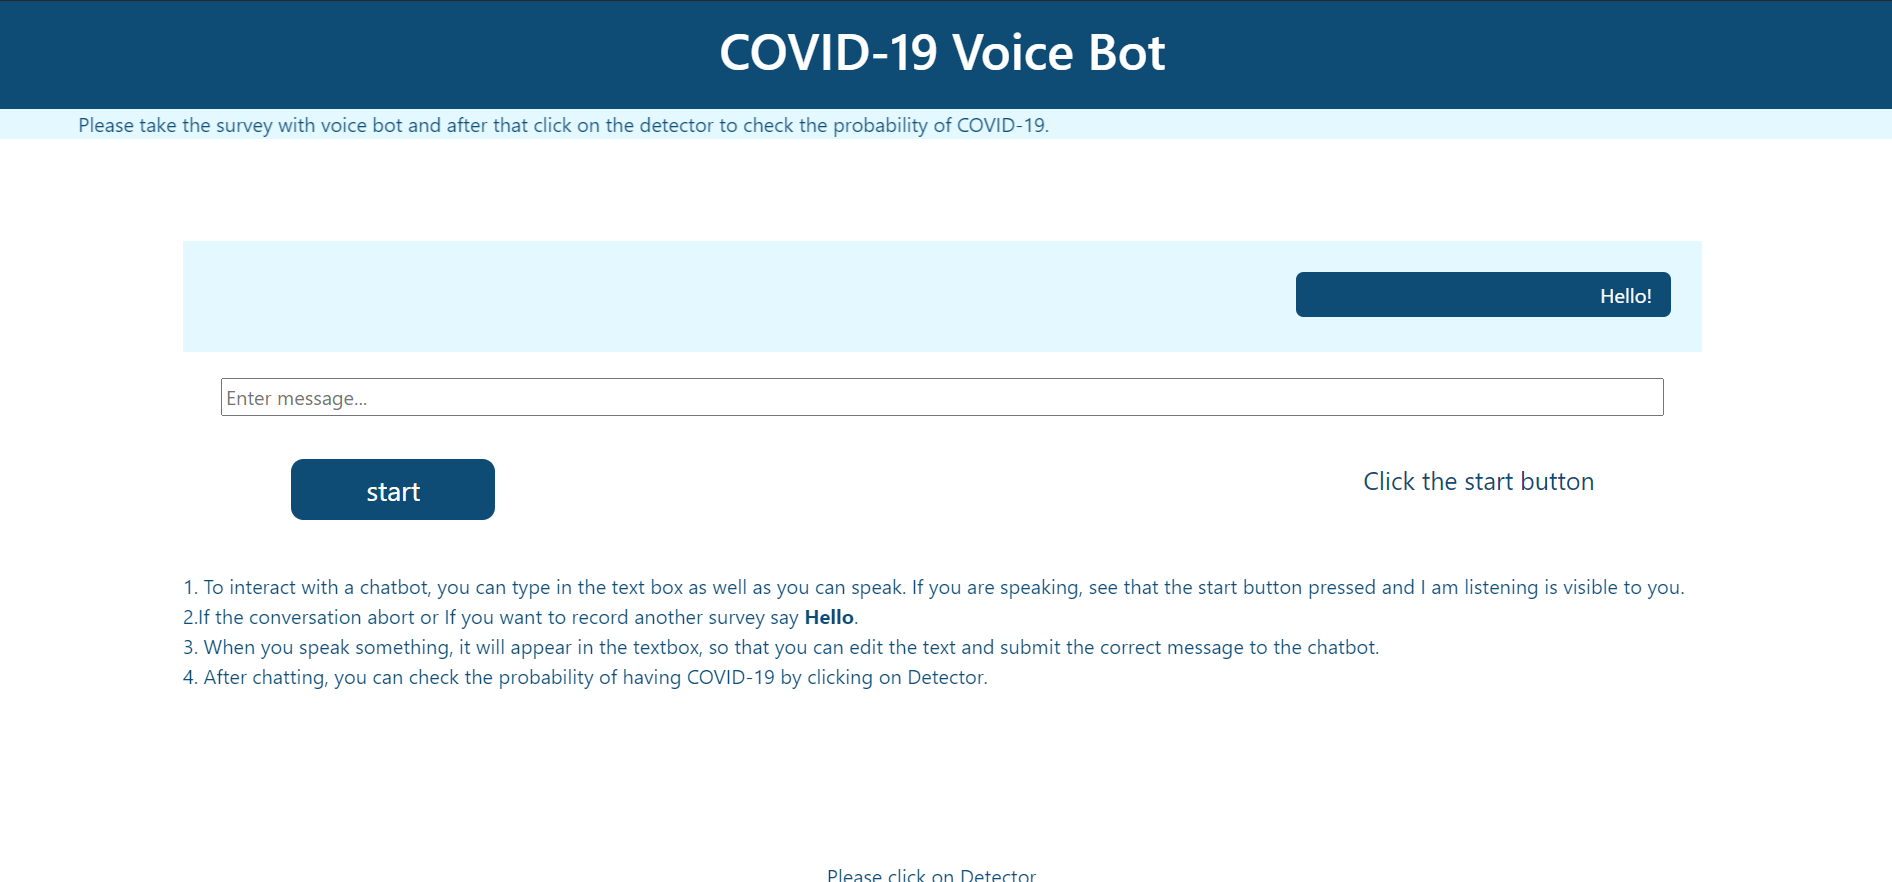 COVID-19 Voice Bot
Please take the survey with voice bot and after that click on the detector to check the probability of COVID-19.
Hello!
Enter message...
start
Click the start button
1. To interact with a chatbot, you can type in the text box as well as you can speak. If you are speaking, see that the start button pressed and I am listening is visible to you.
2.If the conversation abort or If you want to record another survey say Hello.
3. When you speak something, it will appear in the textbox, so that you can edit the text and submit the correct message to the chatbot.
4. After chatting, you can check the probability of having COVID-19 by clicking on Detector.
Please click on Detector